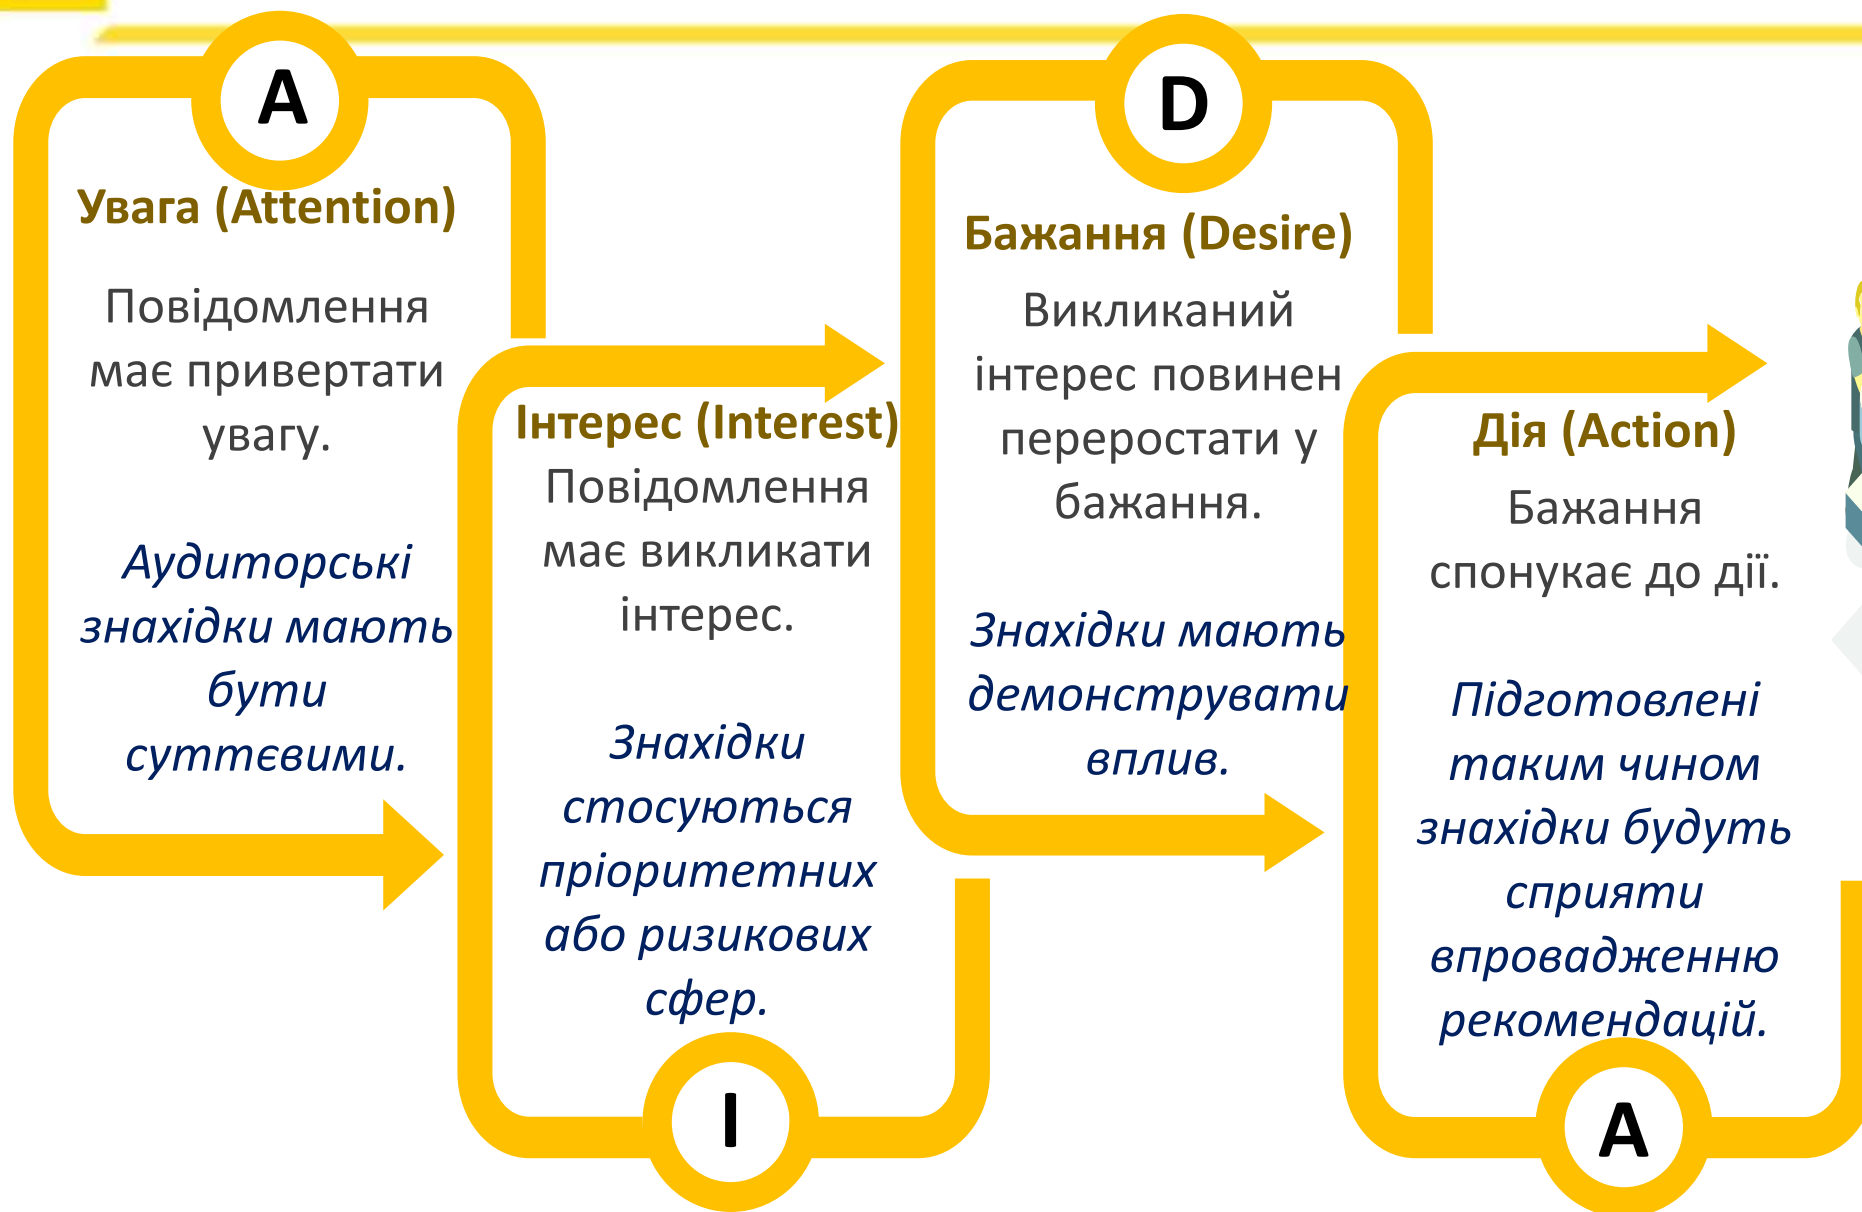 A
Увага (Attention)
Повідомлення
має привертати
увагу.
Аудиторські
знахідки мають
бути
суттєвими.
Інтерес (Interest)
Повідомлення
має викликати
інтерес.
Знахідки
стосуються
пріоритетних
або ризикових
сфер.
I
D
Бажання (Desire)
Викликаний
інтерес повинен
переростати у
бажання.
Знахідки мають
демонструвати
вплив.
Дія (Action)
Бажання
спонукає до дії.
Підготовлені
таким чином
знахідки будуть
сприяти
впровадженню
рекомендацій.
A